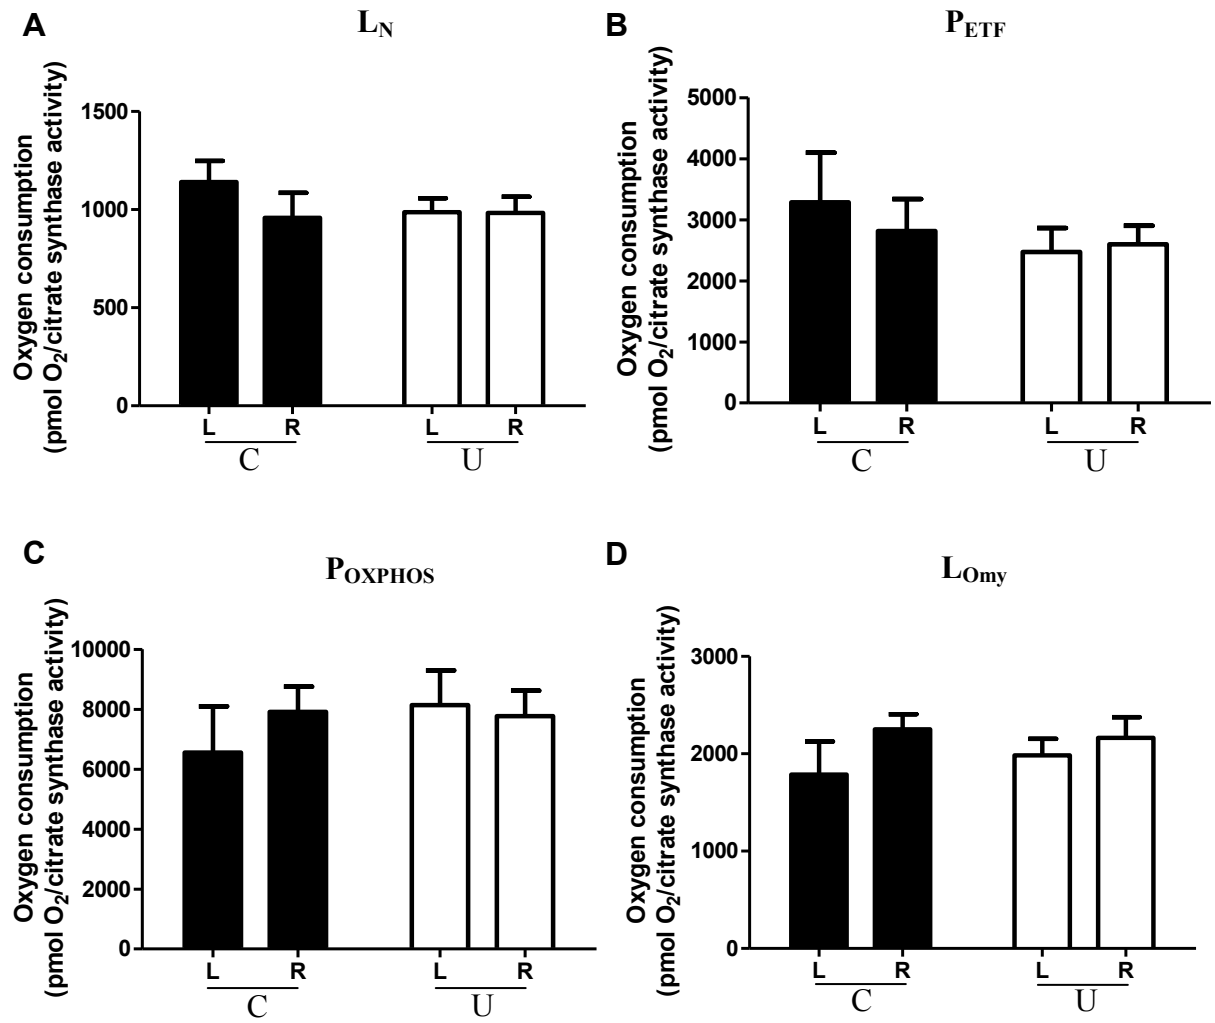 A
L_N
Oxygen consumption
(pmol O₂/citrate synthase activity)
1500
1000
500
0
L R L R
C U
B
P_ETF
Oxygen consumption
(pmol O₂/citrate synthase activity)
5000
4000
3000
2000
1000
0
L R L R
C U
C
P_OXPHOS
Oxygen consumption
(pmol O₂/citrate synthase activity)
10000
8000
6000
4000
2000
0
L R L R
C U
D
L_Omy
Oxygen consumption
(pmol O₂/citrate synthase activity)
3000
2000
1000
0
L R L R
C U